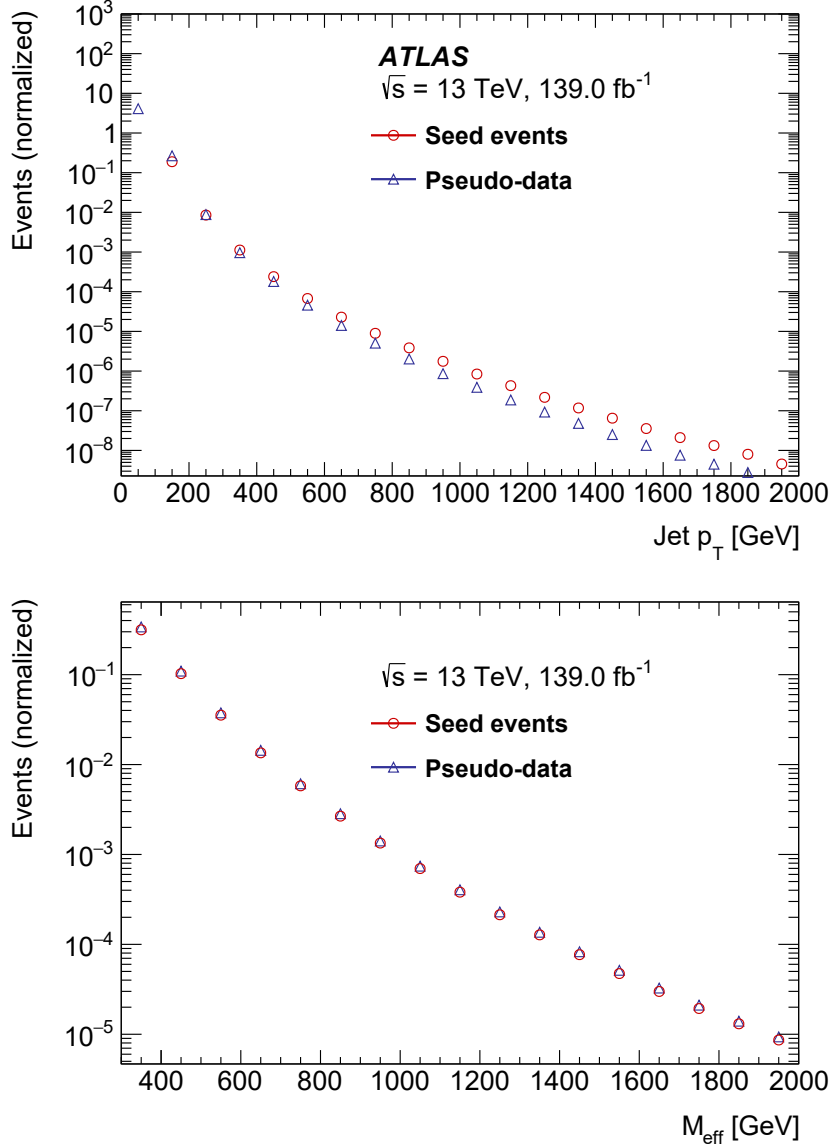 10³
10²
10
1
10⁻¹
10⁻²
10⁻³
10⁻⁴
10⁻⁵
10⁻⁶
10⁻⁷
10⁻⁸
Events (normalized)
ATLAS
√s = 13 TeV, 139.0 fb⁻¹
Seed events
Pseudo-data
0 200 400 600 800 1000 1200 1400 1600 1800 2000
Jet p_T [GeV]
10⁻¹
10⁻²
10⁻³
10⁻⁴
10⁻⁵
Events (normalized)
√s = 13 TeV, 139.0 fb⁻¹
Seed events
Pseudo-data
400 600 800 1000 1200 1400 1600 1800 2000
M_eff [GeV]